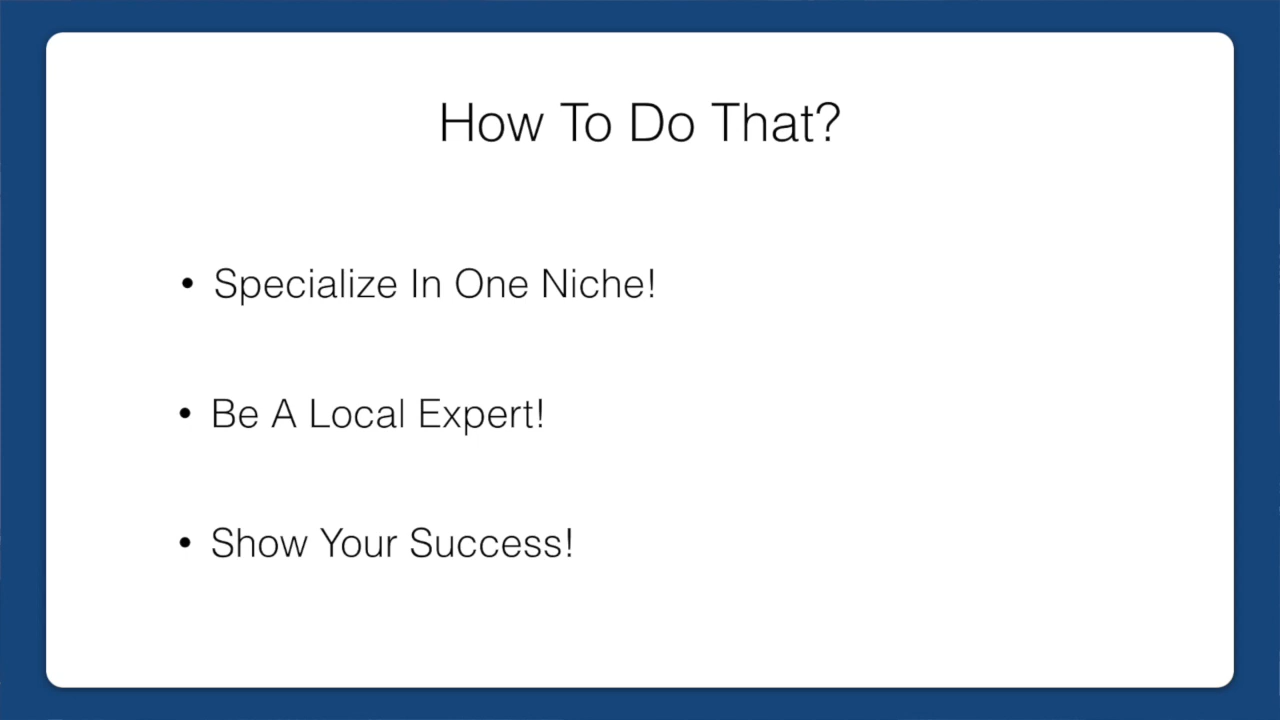 How To Do That?
• Specialize In One Niche!
• Be A Local Expert!
• Show Your Success!